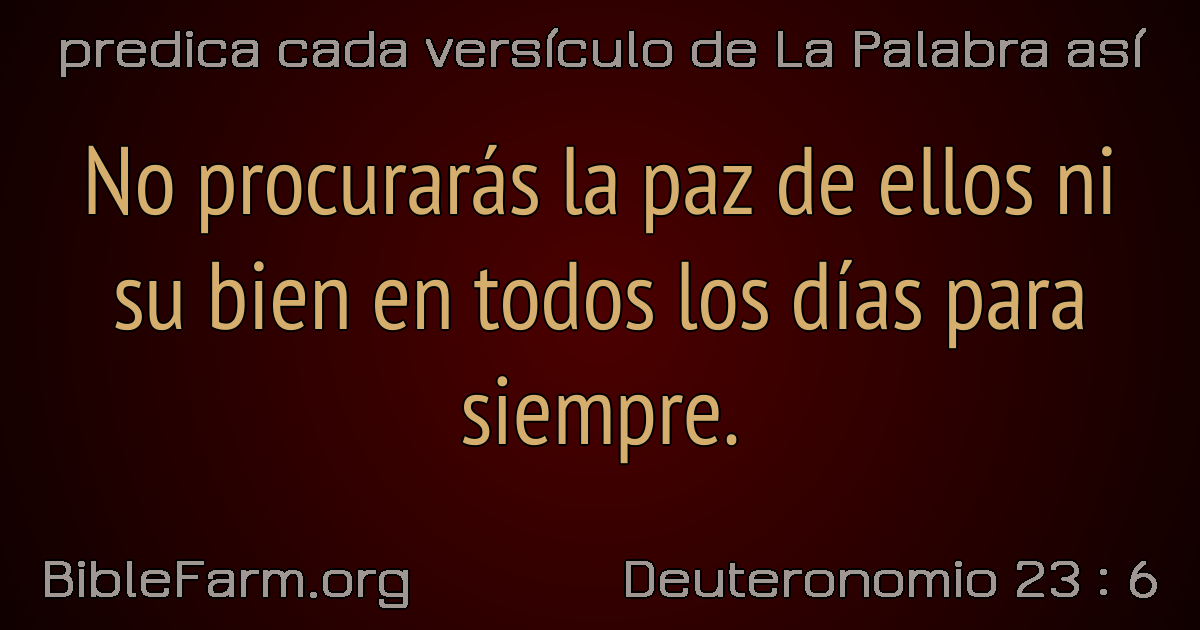 predica cada versículo de La Palabra así
No procurarás la paz de ellos ni
su bien en todos los días para
siempre.
BibleFarm.org
Deuteronomio 23 : 6